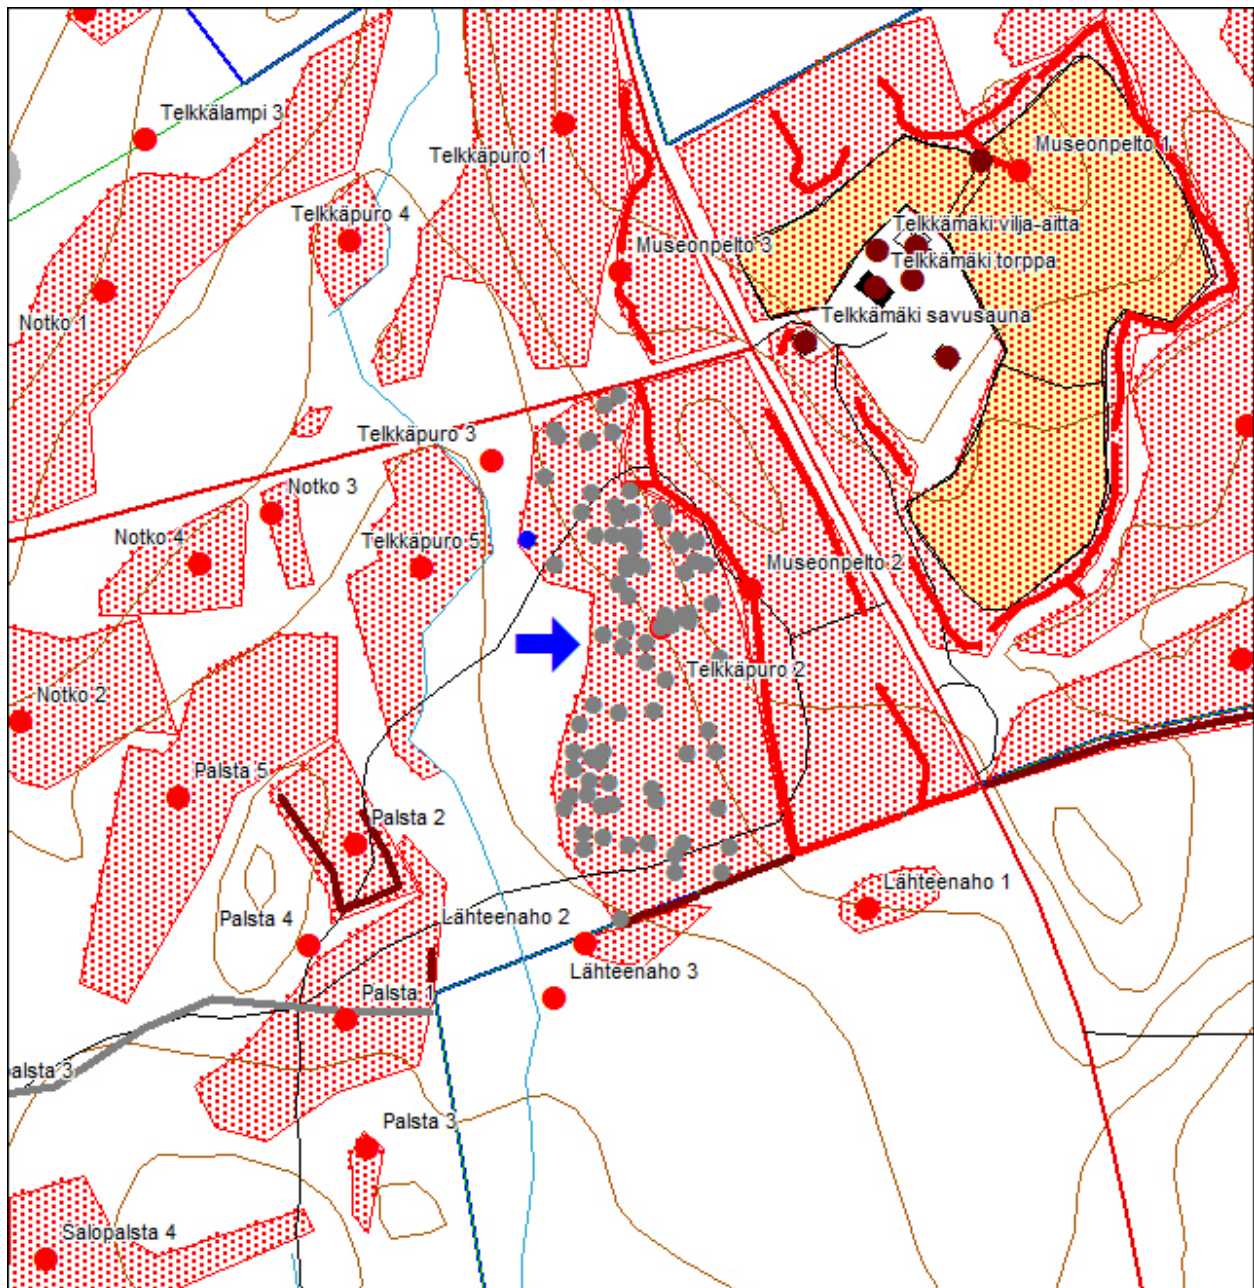 Telkkälampi 3
Telkkäpuro 1
Museonpelto 1
Telkkäpuro 4
Telkkämäki vilja-aitta
Museonpelto 3
Telkkämäki torppa
Notko 1
Telkkämäki savusauna
Telkkäpuro 3
Notko 3
Notko 4
Telkkäpuro 5
Museonpelto 2
Telkkäpuro 2
Notko 2
Palsta 5
Palsta 2
Lähteenaho 1
Palsta 4
Lähteenaho 2
Lähteenaho 3
Palsta 1
palsta 3
Palsta 3
Salopalsta 4